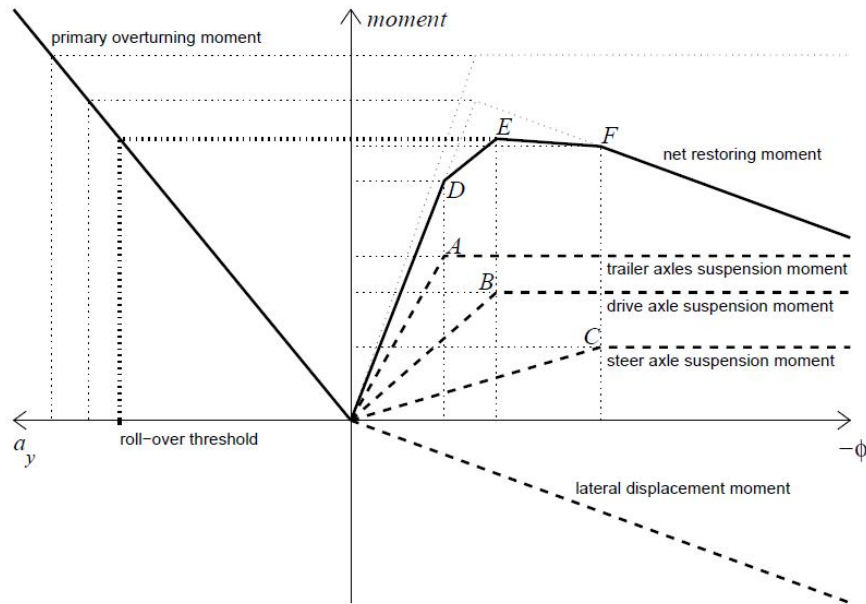 moment
primary overturning moment
E
F
net restoring moment
D
A
trailer axles suspension moment
B
drive axle suspension moment
C
steer axle suspension moment
a_y
roll-over threshold
-ϕ
lateral displacement moment